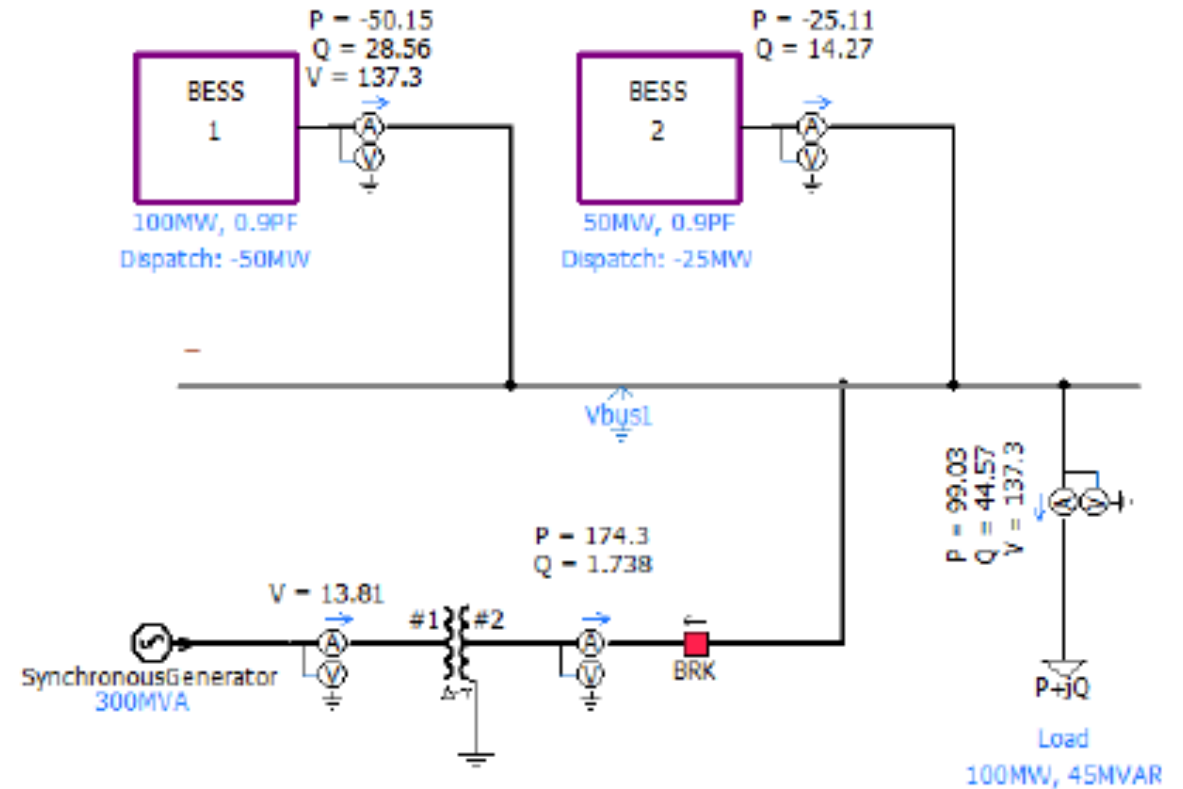 P = -50.15
Q = 28.56
V = 137.3
BESS
1
A
V
100MW, 0.9PF
Dispatch: -50MW
P = -25.11
Q = 14.27
BESS
2
A
V
50MW, 0.9PF
Dispatch: -25MW
Vbus1
P = 99.03
Q = 44.57
V = 137.3
A
V
P = 174.3
Q = 1.738
V = 13.81
#1
#2
A
V
A
V
BRK
SynchronousGenerator
300MVA
P+jQ
Load
100MW, 45MVAR